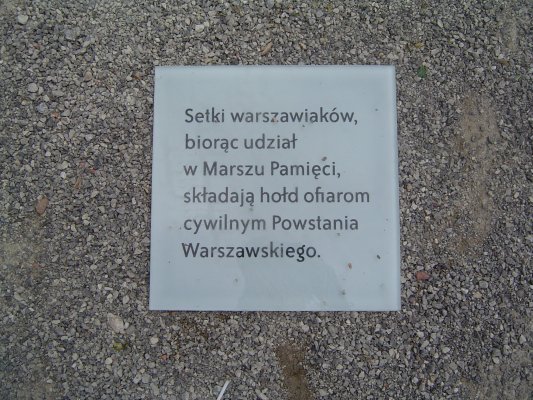 Setki warszawiaków,
biorąc udział
w Marszu Pamięci,
składają hołd ofiarom
cywilnym Powstania
Warszawskiego.